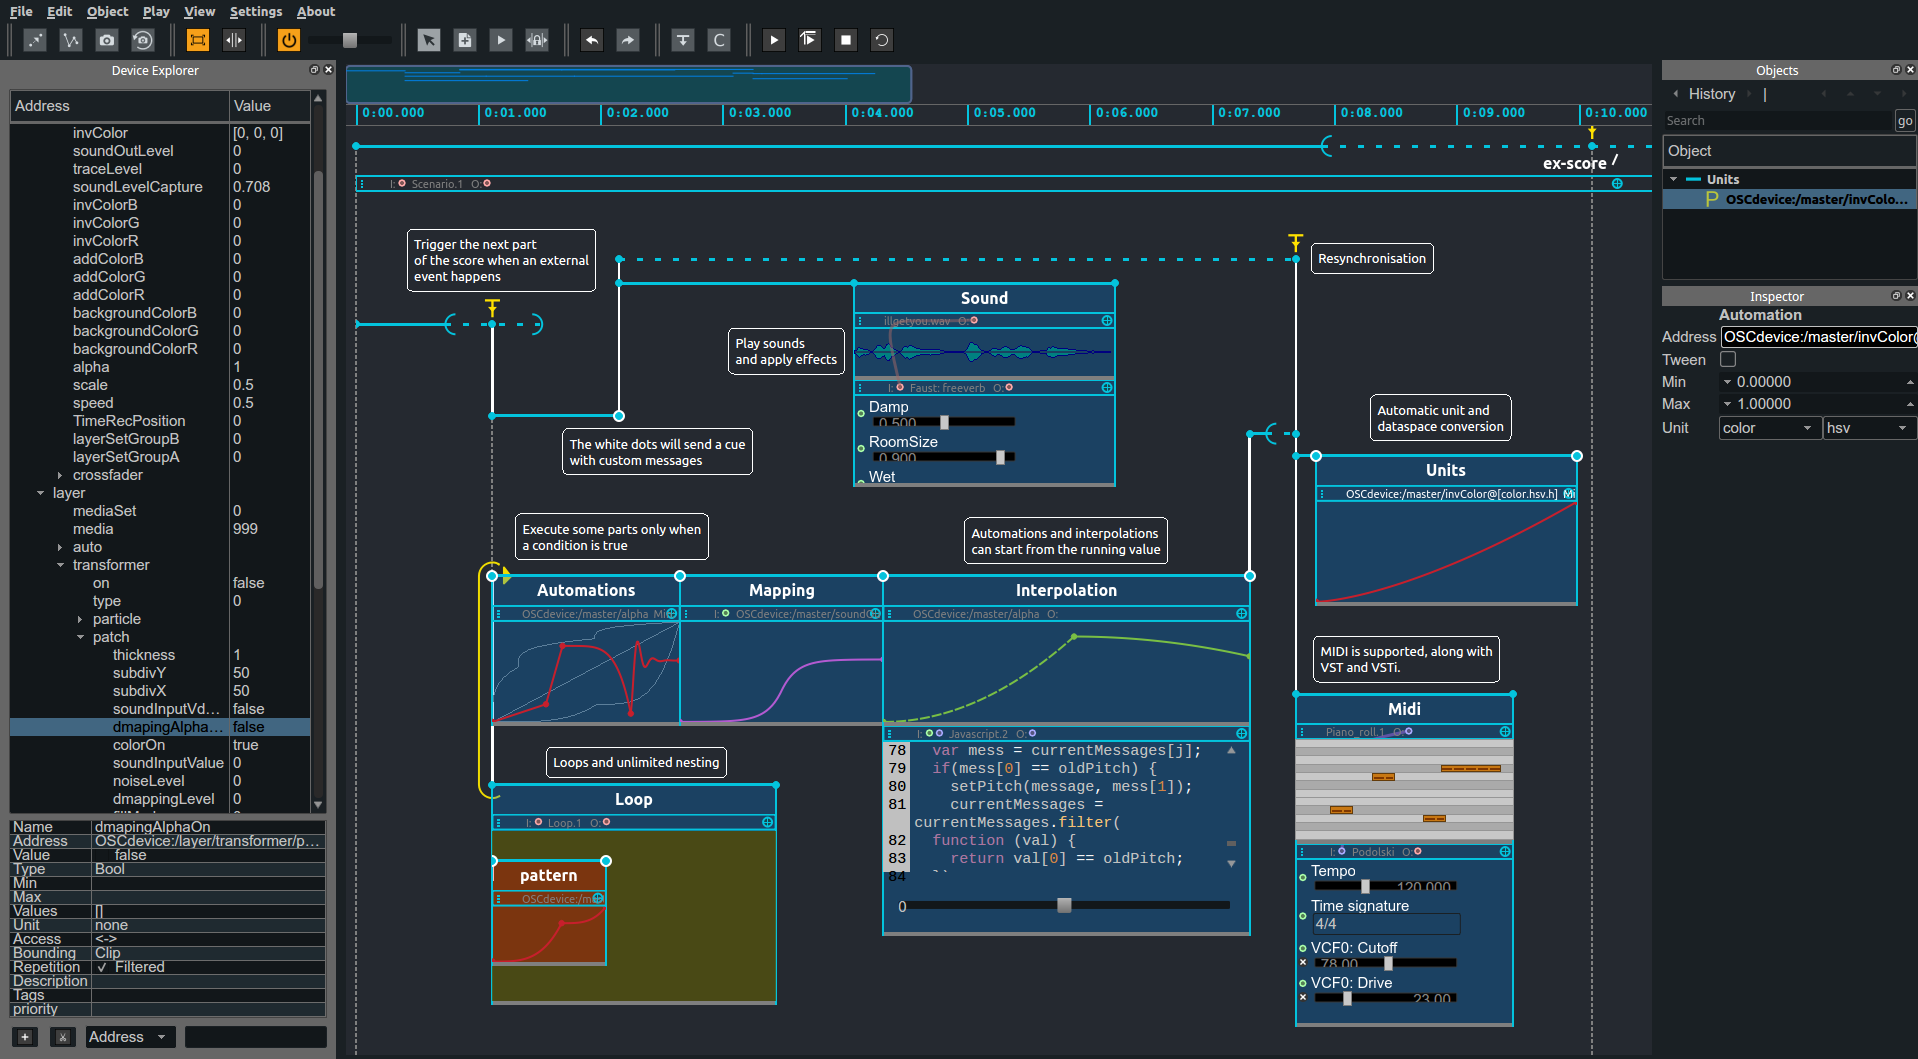 File Edit Object Play View Settings About
Device Explorer
Address Value
invColor [0, 0, 0]
soundOutLevel 0
traceLevel 0
soundLevelCapture 0.708
invColorB 0
invColorG 0
invColorR 0
addColorB 0
addColorG 0
addColorR 0
backgroundColorB 0
backgroundColorG 0
backgroundColorR 0
alpha 1
scale 0.5
speed 0.5
TimeRecPosition 0
layerSetGroupB 0
layerSetGroupA 0
crossfader
layer
mediaSet 0
media 999
auto
transformer
on false
type 0
particle
patch
thickness 1
subdivY 50
subdivX 50
soundInputVd... false
dmapingAlpha... false
colorOn true
soundInputValue 0
noiseLevel 0
dmappingLevel 0
Name dmapingAlphaOn
Address OSCdevice:/layer/transformer/p...
Value false
Type Bool
Min
Max
Values []
Unit none
Access <->
Bounding Clip
Repetition ✓ Filtered
Description
Tags
priority
Address
0:00.000 0:01.000 0:02.000 0:03.000 0:04.000 0:05.000 0:06.000 0:07.000 0:08.000 0:09.000 0:10.000
ex-score /
I: Scenario.1 O:
Trigger the next part
of the score when an external
event happens
Resynchronisation
Sound
illgetyou.wav O:
Play sounds
and apply effects
I: Faust: freeverb O:
Damp
0.500
RoomSize
0.900
Wet
The white dots will send a cue
with custom messages
Automatic unit and
dataspace conversion
Units
OSCdevice:/master/invColor@[color.hsv.h] Mi
Execute some parts only when
a condition is true
Automations and interpolations
can start from the running value
Automations
OSCdevice:/master/alpha Mi
Mapping
I: OSCdevice:/master/sound
Interpolation
OSCdevice:/master/alpha O:
I: Javascript.2 O:
78 var mess = currentMessages[j];
79 if(mess[0] == oldPitch) {
80 setPitch(message, mess[1]);
81 currentMessages =
currentMessages.filter(
82 function (val) {
83 return val[0] == oldPitch;
84 })
0
Loops and unlimited nesting
Loop
I: Loop.1 O:
pattern
OSCdevice:/m
MIDI is supported, along with
VST and VSTi.
Midi
Piano_roll.1 O:
I: Podolski O:
Tempo
120.000
Time signature
4/4
VCF0: Cutoff
78.00
VCF0: Drive
23.00
Objects
History
Search go
Object
Units
P OSCdevice:/master/invColo...
Inspector
Automation
Address OSCdevice:/master/invColor@
Tween
Min 0.00000
Max 1.00000
Unit color hsv